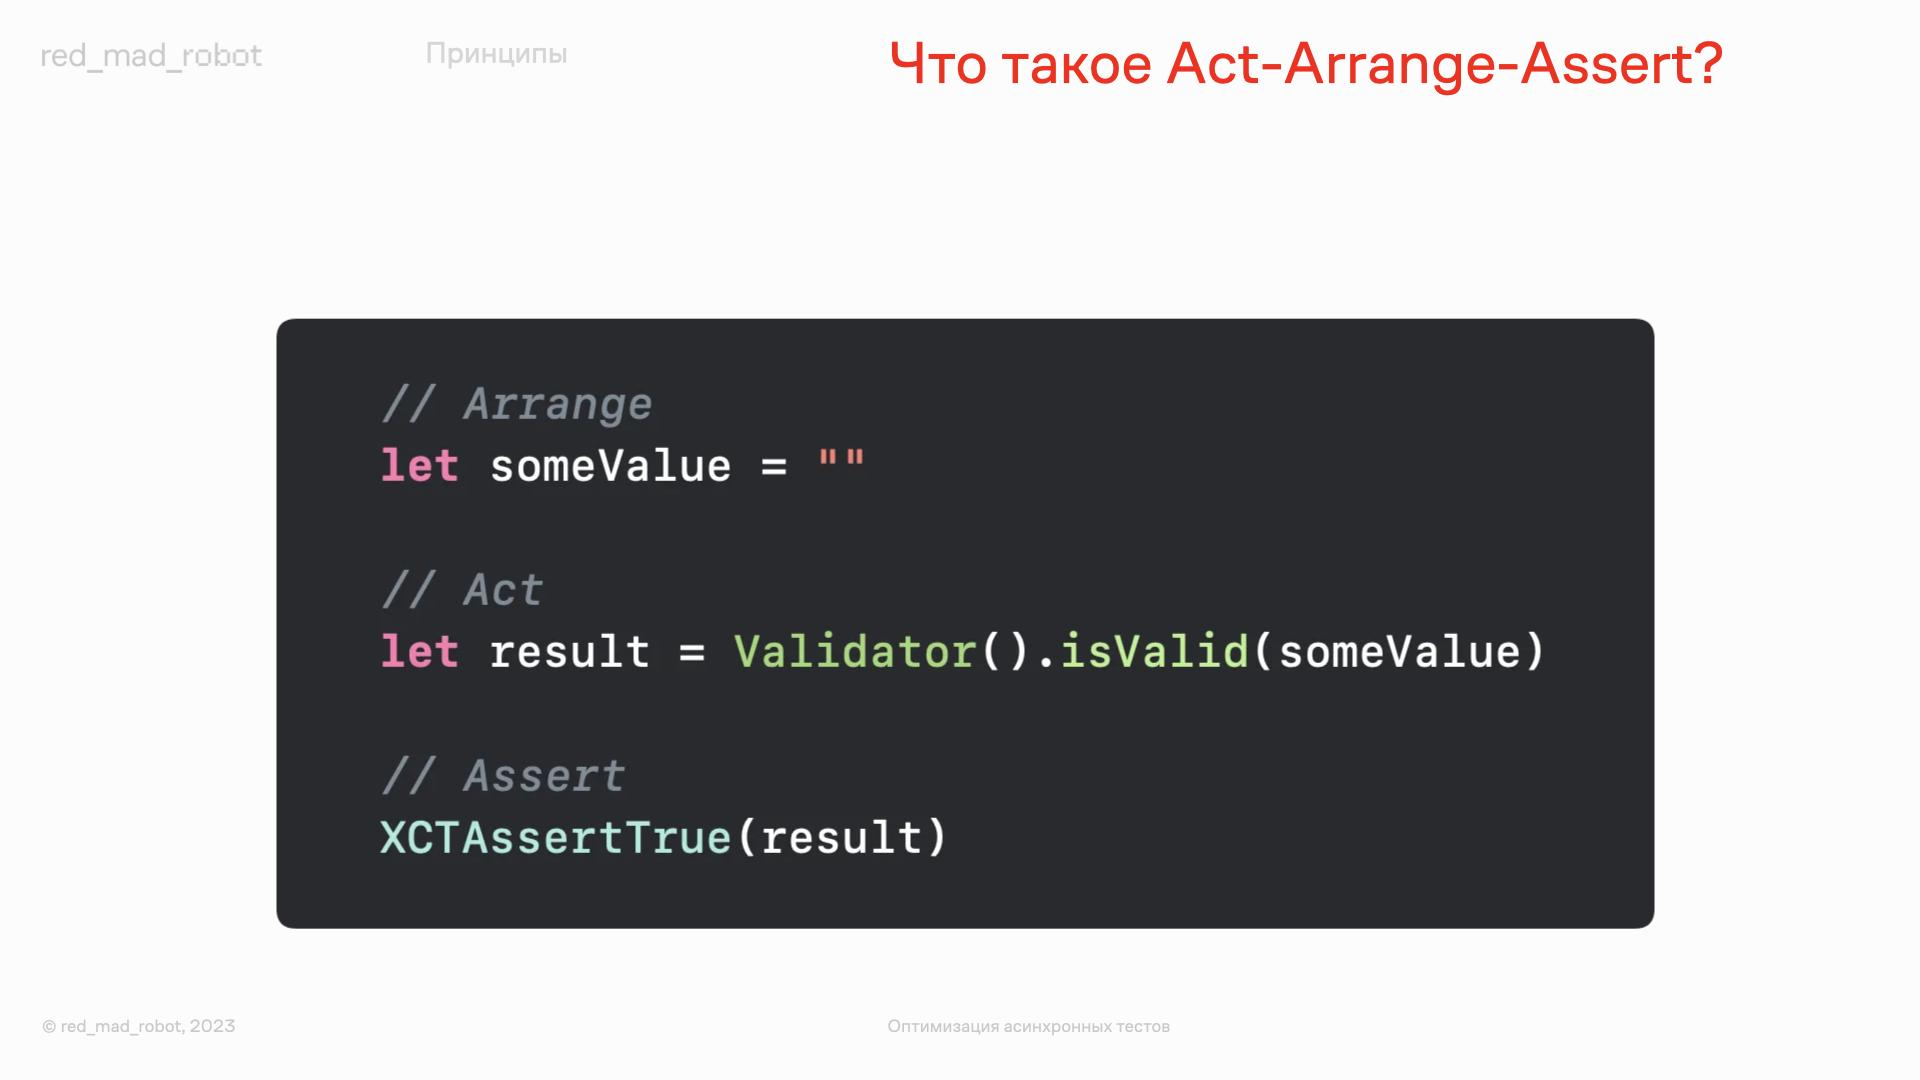 red_mad_robot
Принципы
Что такое Act-Arrange-Assert?
// Arrange
let someValue = ""
// Act
let result = Validator().isValid(someValue)
// Assert
XCTAssertTrue(result)
© red_mad_robot, 2023
Оптимизация асинхронных тестов